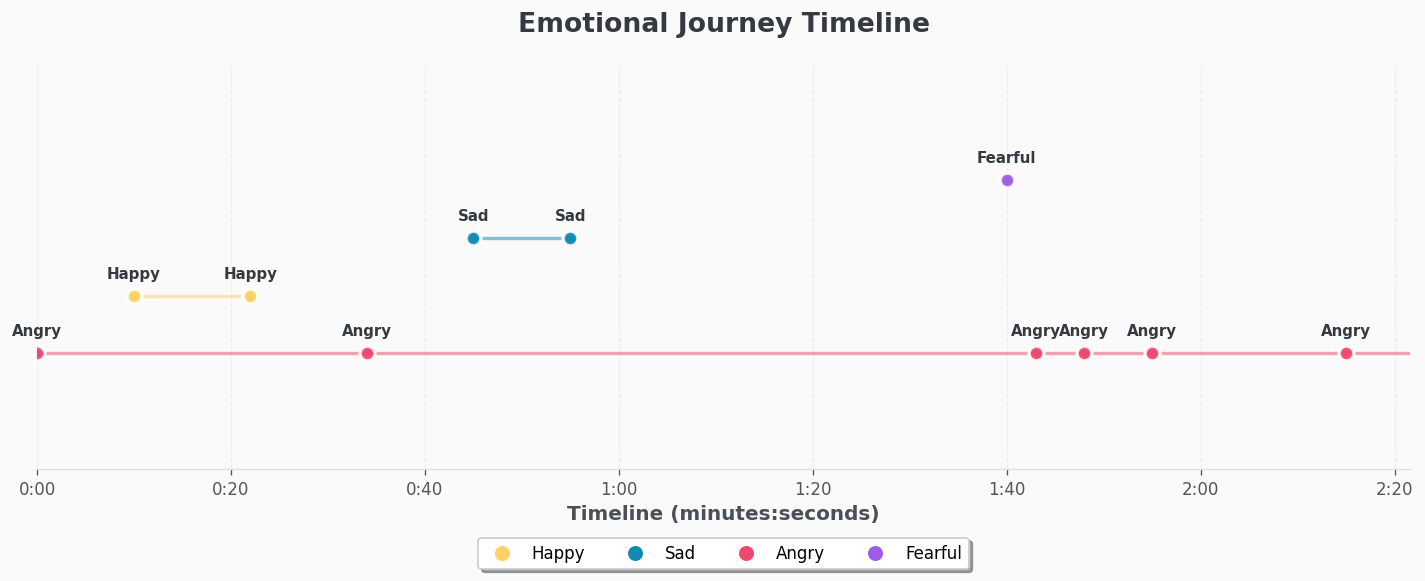 Emotional Journey Timeline
Fearful
Sad Sad
Happy Happy
Angry Angry Angry Angry Angry Angry
0:00 0:20 0:40 1:00 1:20 1:40 2:00 2:20
Timeline (minutes:seconds)
Happy Sad Angry Fearful